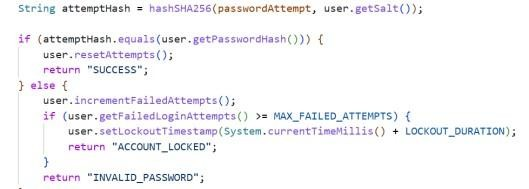 String attemptHash = hashSHA256(passwordAttempt, user.getSalt());
if (attemptHash.equals(user.getPasswordHash())) {
user.resetAttempts();
return "SUCCESS";
} else {
user.incrementFailedAttempts();
if (user.getFailedLoginAttempts() >= MAX_FAILED_ATTEMPTS) {
user.setLockoutTimestamp(System.currentTimeMillis() + LOCKOUT_DURATION);
return "ACCOUNT_LOCKED";
}
return "INVALID_PASSWORD";